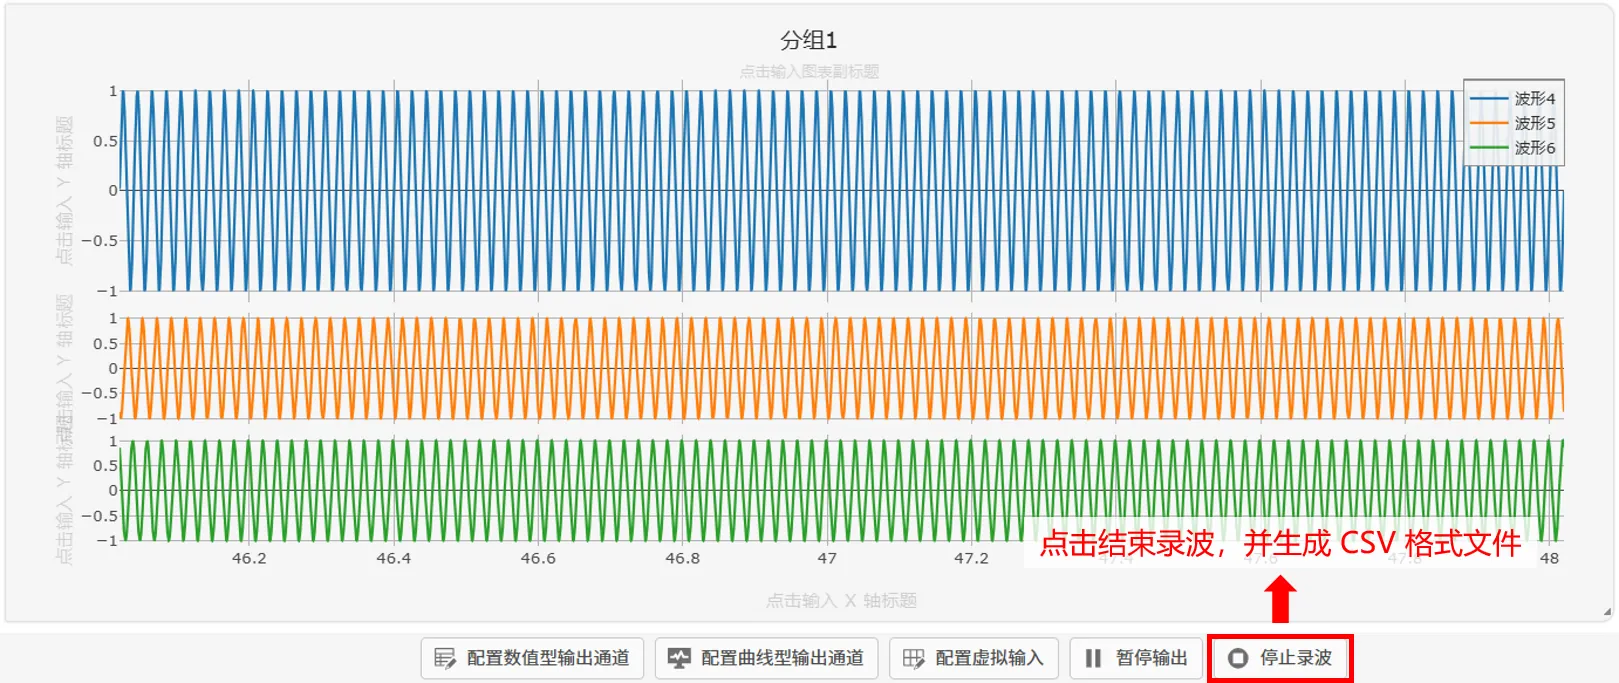 分组1
点击输入图表副标题
波形4
波形5
波形6
点击输入 Y 轴标题
1
0.5
0
−0.5
−1
点击输入 Y 轴标题
1
0.5
0
−0.5
−1
点击输入 Y 轴标题
1
0.5
0
−0.5
−1
46.2 46.4 46.6 46.8 47 47.2 47.4 47.6 47.8 48
点击结束录波，并生成 CSV 格式文件
点击输入 X 轴标题
配置数值型输出通道 配置曲线型输出通道 配置虚拟输入 暂停输出 停止录波